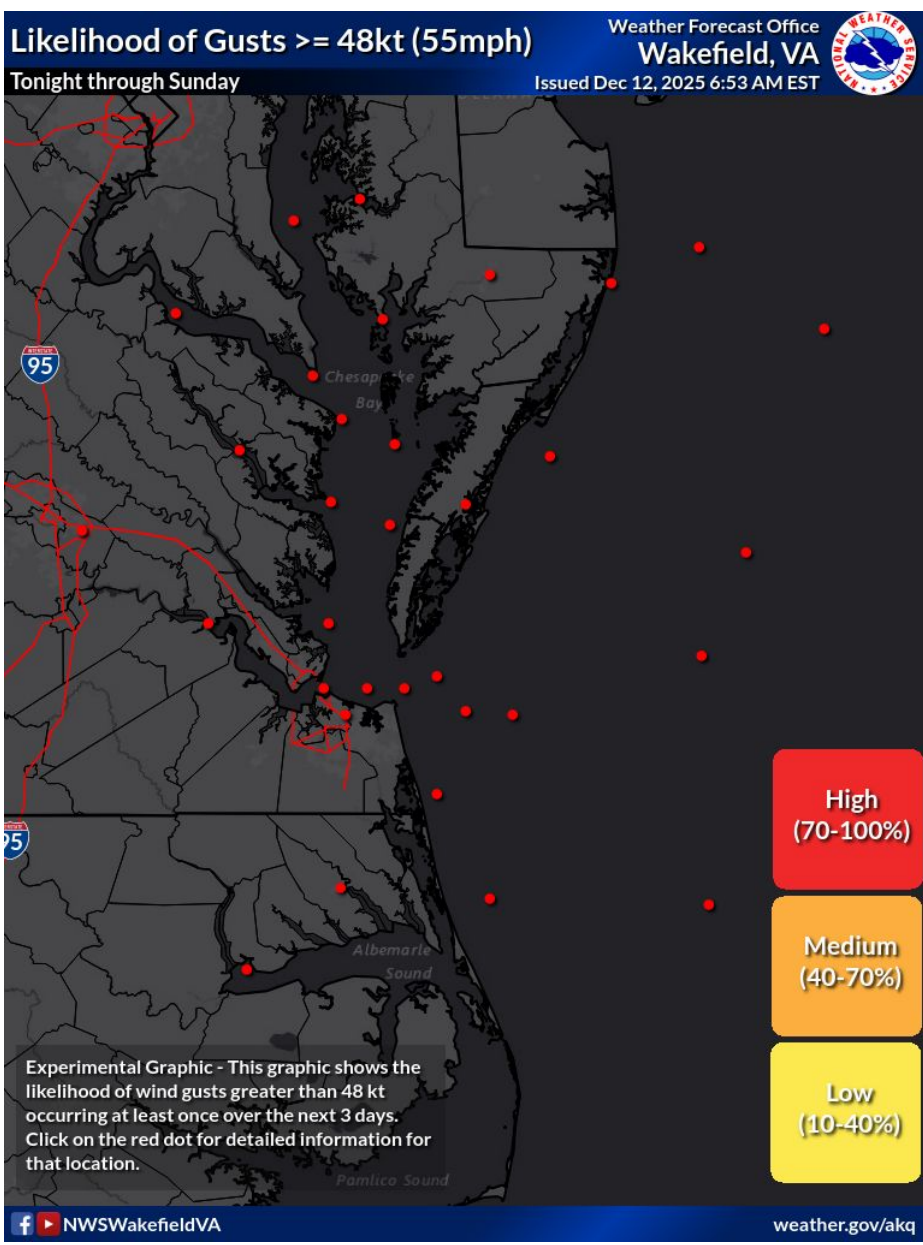 Likelihood of Gusts >= 48kt (55mph)
Tonight through Sunday
Weather Forecast Office
Wakefield, VA
Issued Dec 12, 2025 6:53 AM EST
NATIONAL WEATHER SERVICE
95
Chesapeake
Bay
95
Albemarle
Sound
Pamlico Sound
High
(70-100%)
Medium
(40-70%)
Low
(10-40%)
Experimental Graphic - This graphic shows the
likelihood of wind gusts greater than 48 kt
occurring at least once over the next 3 days.
Click on the red dot for detailed information for
that location.
NWSWakefieldVA
weather.gov/akq